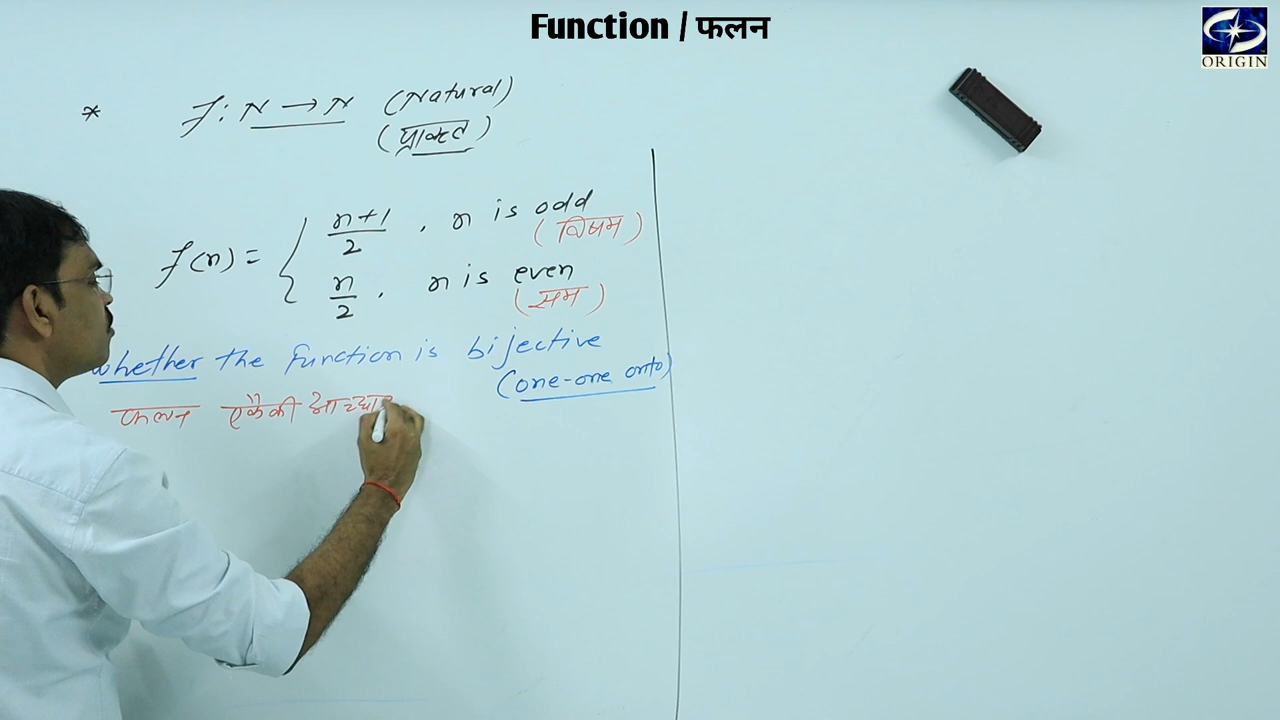 Function / फलन
ORIGIN
* f : N → N (Natural)
(प्राकृत)
f(n) = { n+1/2 , n is odd
(विषम)
n/2 , n is even
(सम)
whether the function is bijective
(one-one onto)
फलन एकैकी आच्छाद